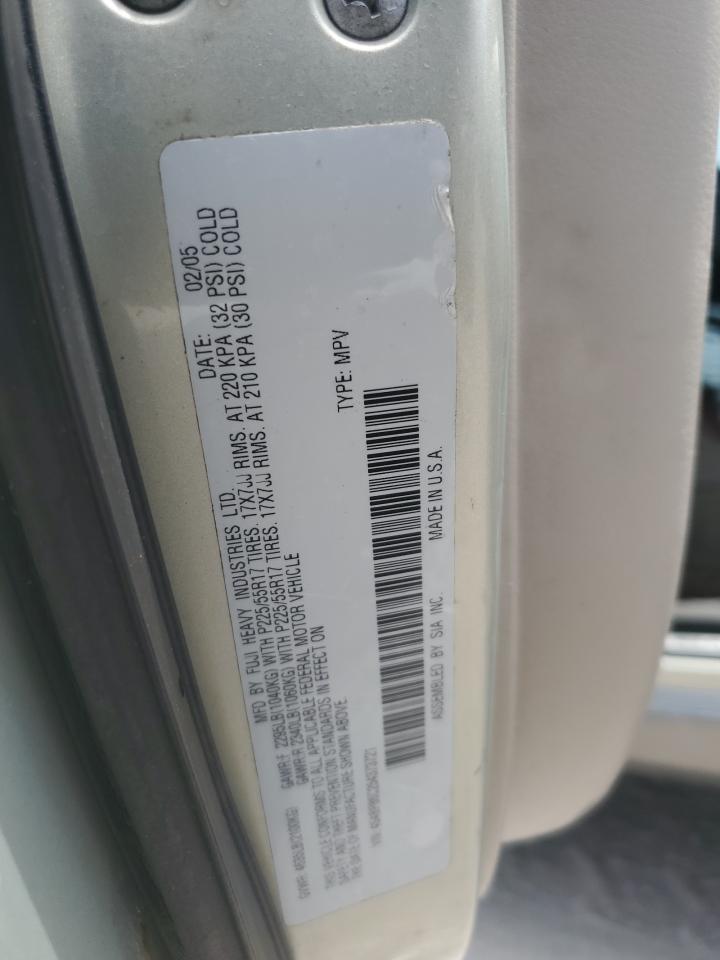 MFD BY FUJI HEAVY INDUSTRIES LTD. DATE: 02/05
GAWR:F 2295LB(1040KG) WITH P225/55R17 TIRES. 17X7JJ RIMS. AT 220 KPA (32 PSI) COLD
GAWR:R 2340LB(1060KG) WITH P225/55R17 TIRES. 17X7JJ RIMS. AT 210 KPA (30 PSI) COLD
THIS VEHICLE CONFORMS TO ALL APPLICABLE FEDERAL MOTOR VEHICLE
SAFETY AND THEFT PREVENTION STANDARDS IN EFFECT ON
THE DATE OF MANUFACTURE SHOWN ABOVE
TYPE: MPV
ASSEMBLED BY SIA INC. MADE IN U.S.A.